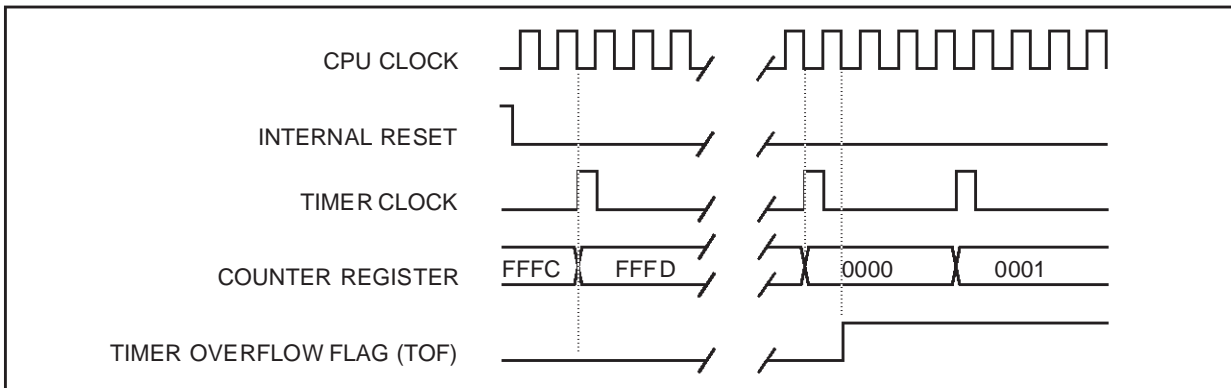 CPU CLOCK
INTERNAL RESET
TIMER CLOCK
COUNTER REGISTER FFFC FFFD 0000 0001
TIMER OVERFLOW FLAG (TOF)